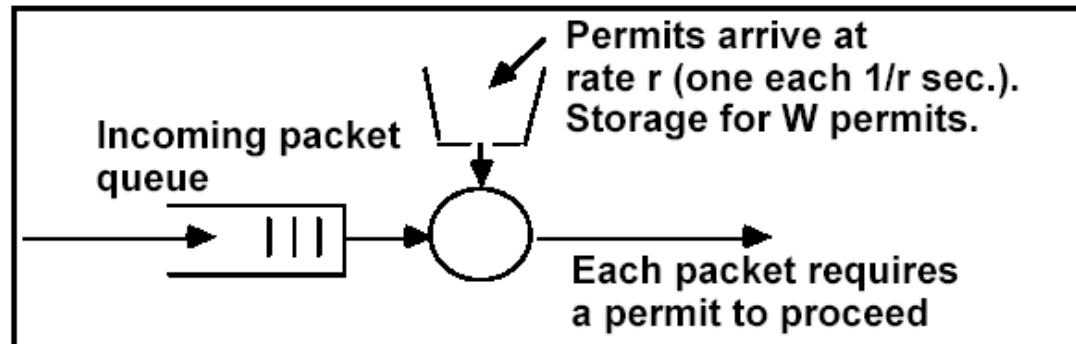 Permits arrive at
rate r (one each 1/r sec.).
Storage for W permits.
Incoming packet
queue
Each packet requires
a permit to proceed